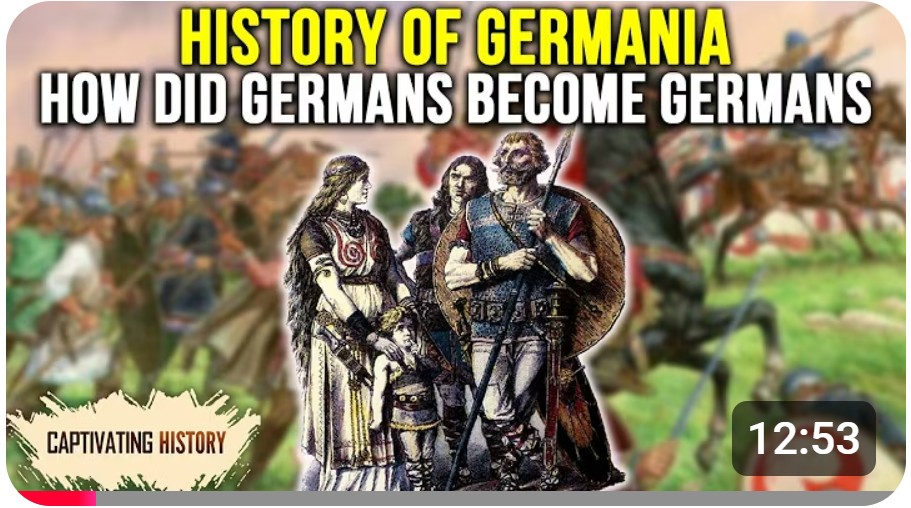 HISTORY OF GERMANIA
HOW DID GERMANS BECOME GERMANS
CAPTIVATING HISTORY
12:53